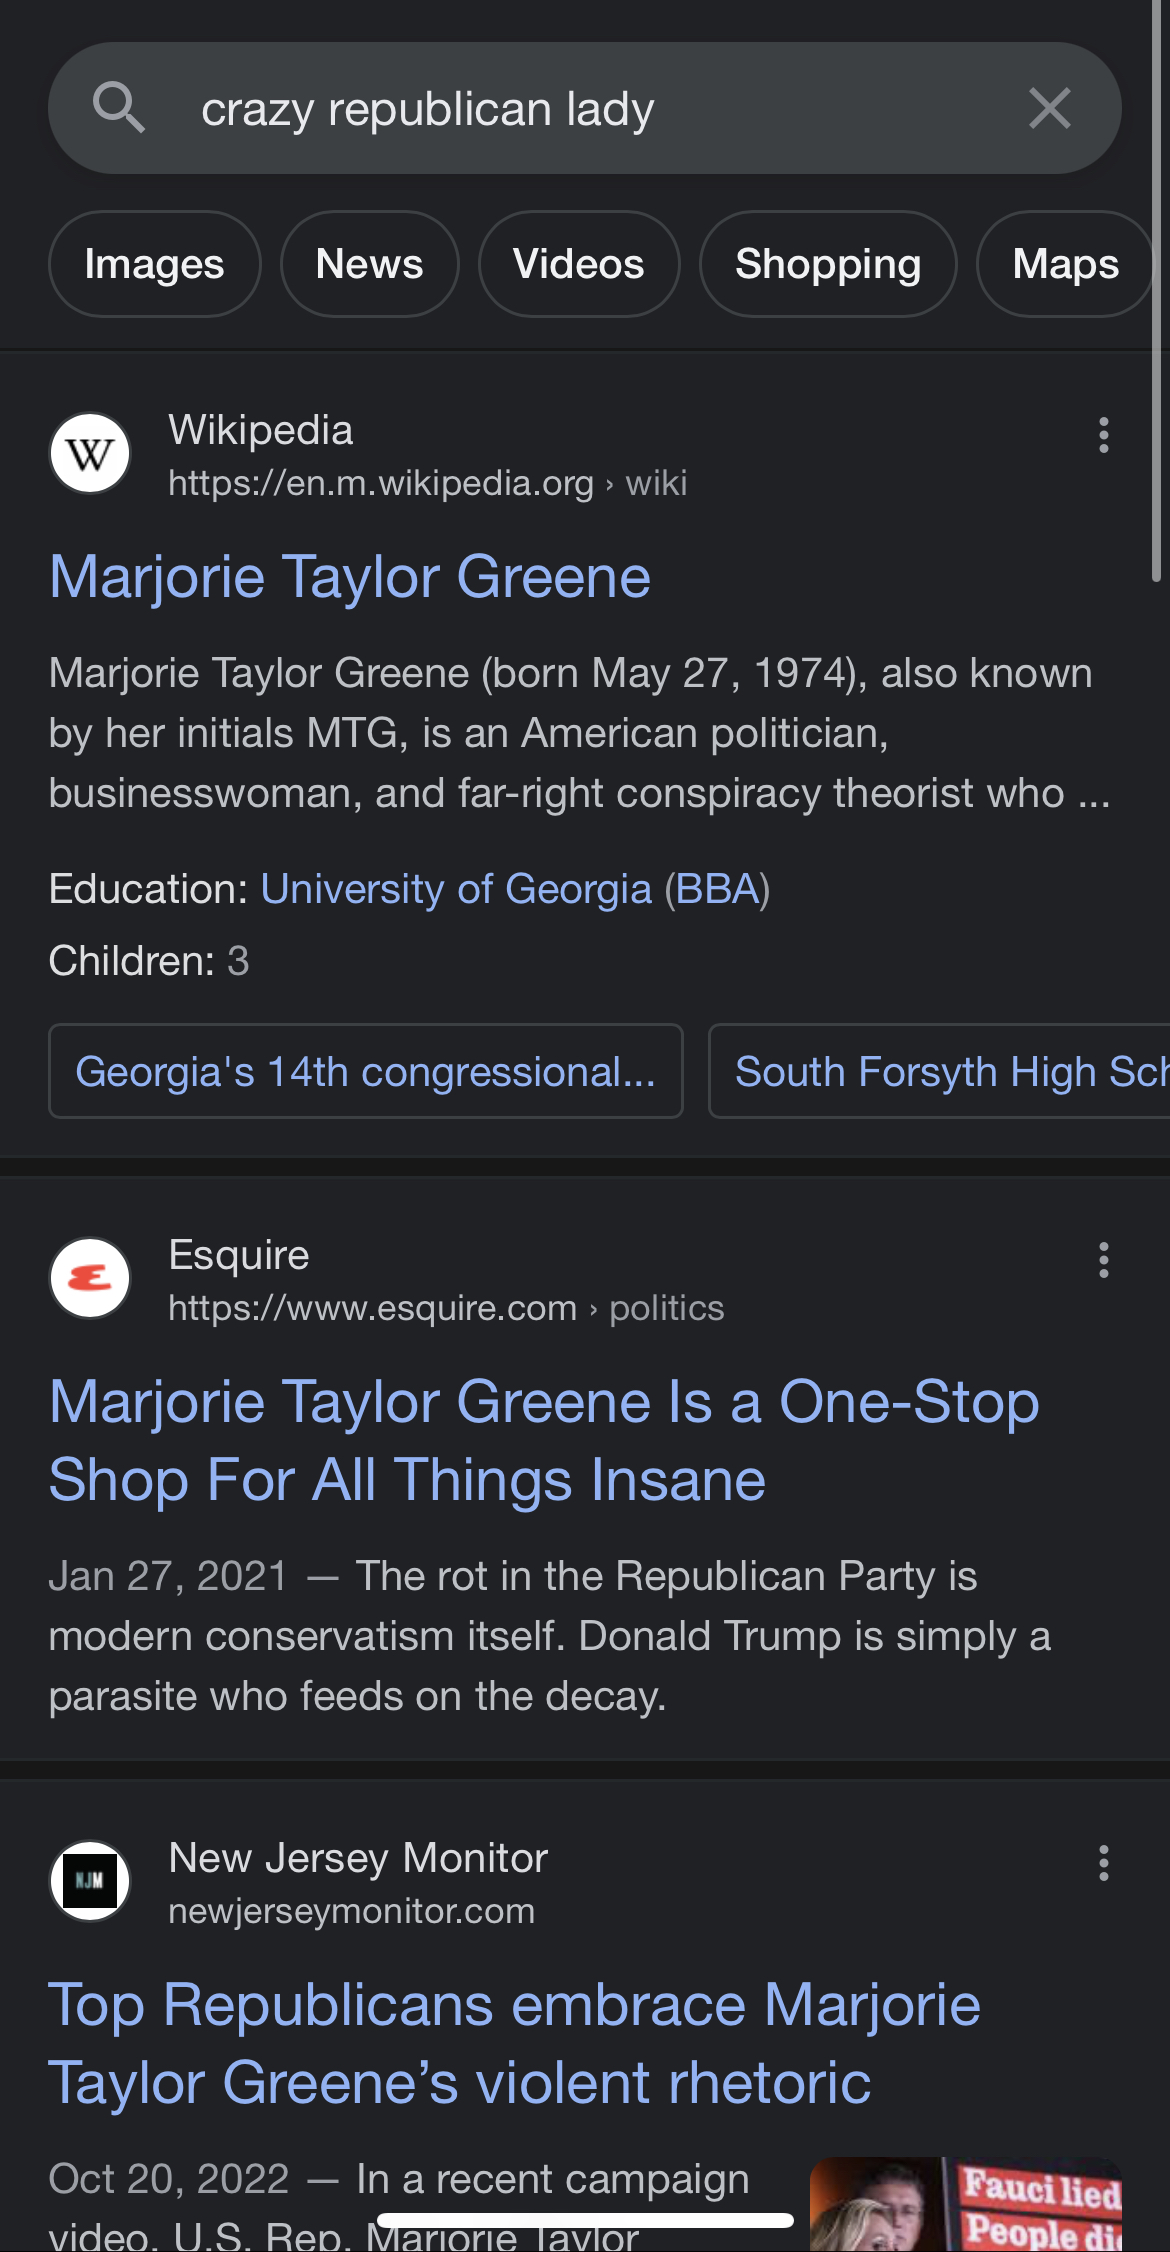 crazy republican lady
Images News Videos Shopping Maps
W
Wikipedia
https://en.m.wikipedia.org › wiki
Marjorie Taylor Greene
Marjorie Taylor Greene (born May 27, 1974), also known
by her initials MTG, is an American politician,
businesswoman, and far-right conspiracy theorist who ...
Education: University of Georgia (BBA)
Children: 3
Georgia's 14th congressional... South Forsyth High Sch
E
Esquire
https://www.esquire.com › politics
Marjorie Taylor Greene Is a One-Stop
Shop For All Things Insane
Jan 27, 2021 — The rot in the Republican Party is
modern conservatism itself. Donald Trump is simply a
parasite who feeds on the decay.
NJM
New Jersey Monitor
newjerseymonitor.com
Top Republicans embrace Marjorie
Taylor Greene’s violent rhetoric
Oct 20, 2022 — In a recent campaign
video, U.S. Rep. Marjorie Taylor
Fauci lied
People di